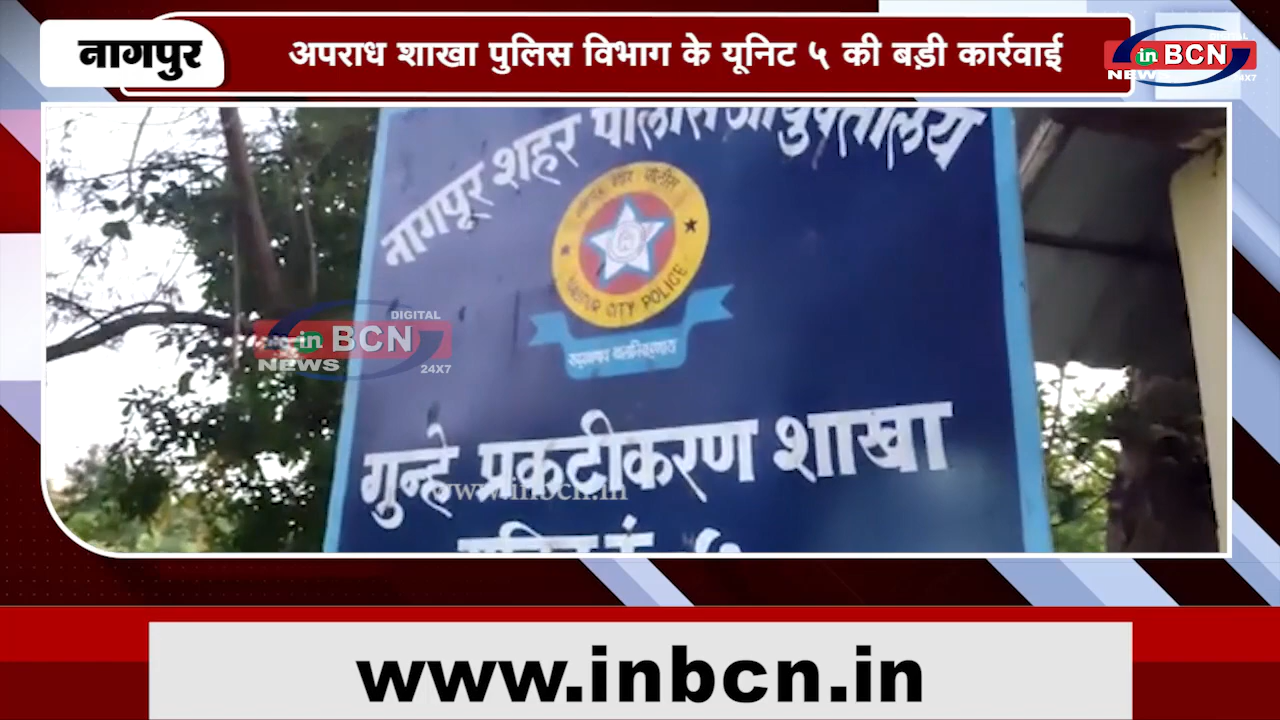 नागपुर
अपराध शाखा पुलिस विभाग के यूनिट ५ की बड़ी कार्रवाई
in BCN
NEWS
DIGITAL
24X7
नागपूर शहर पोलीस आयुक्तालय
CITY POLICE
in BCN
NEWS
DIGITAL
24X7
गुन्हे प्रकटीकरण शाखा
www.inbcn.in
www.inbcn.in